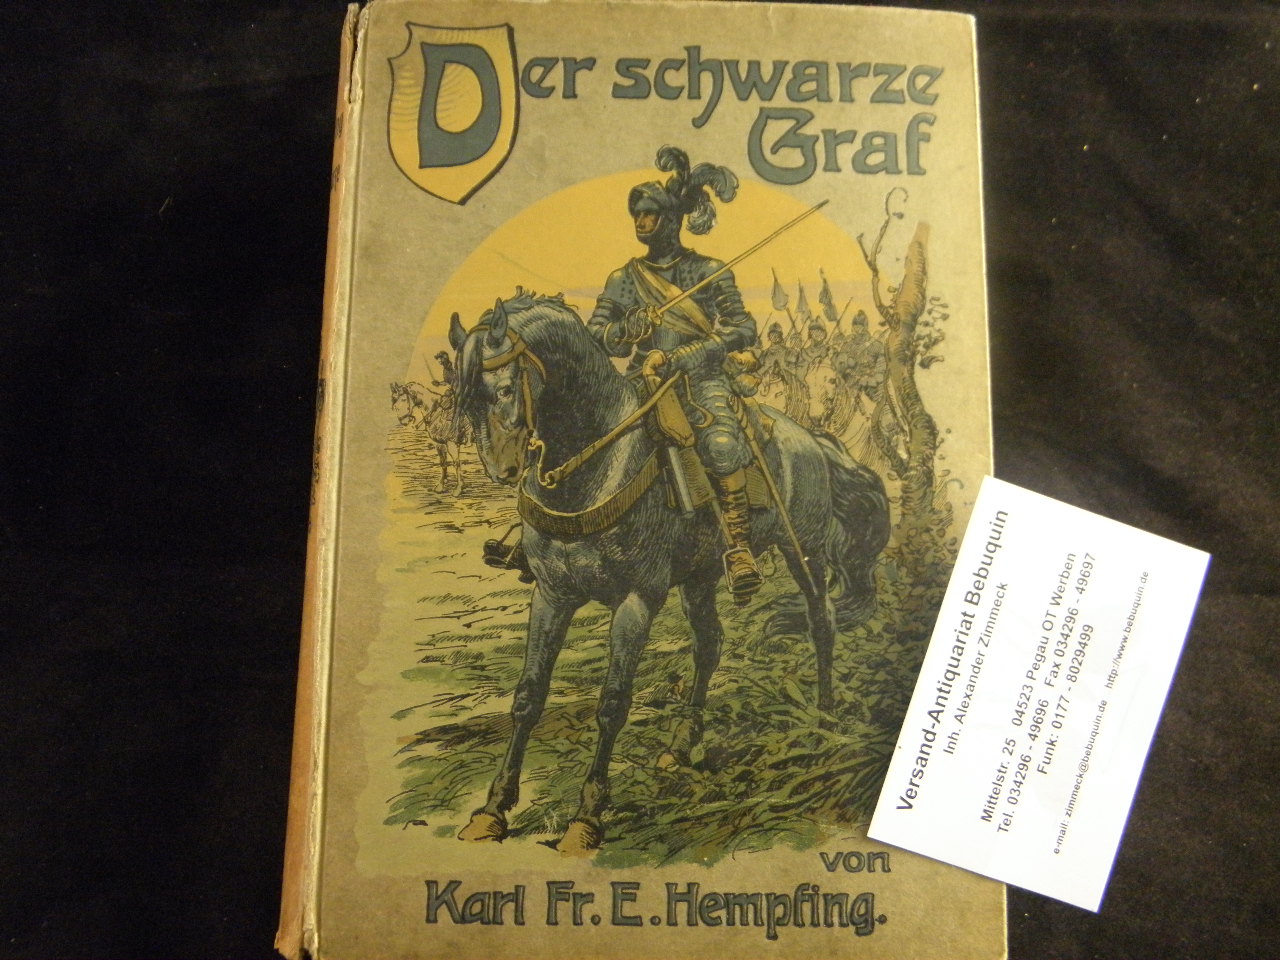 Der schwarze
Graf
von
Karl Fr. E. Hempfing.
Versand-Antiquariat Bebuquin
Inh. Alexander Zimmeck
Mittelstr. 25 04523 Pegau OT Werben
Tel. 034296 - 49696 Fax 034296 - 49697
Funk: 0177 - 8029499
e-mail: zimmeck@bebuquin.de http://www.bebuquin.de